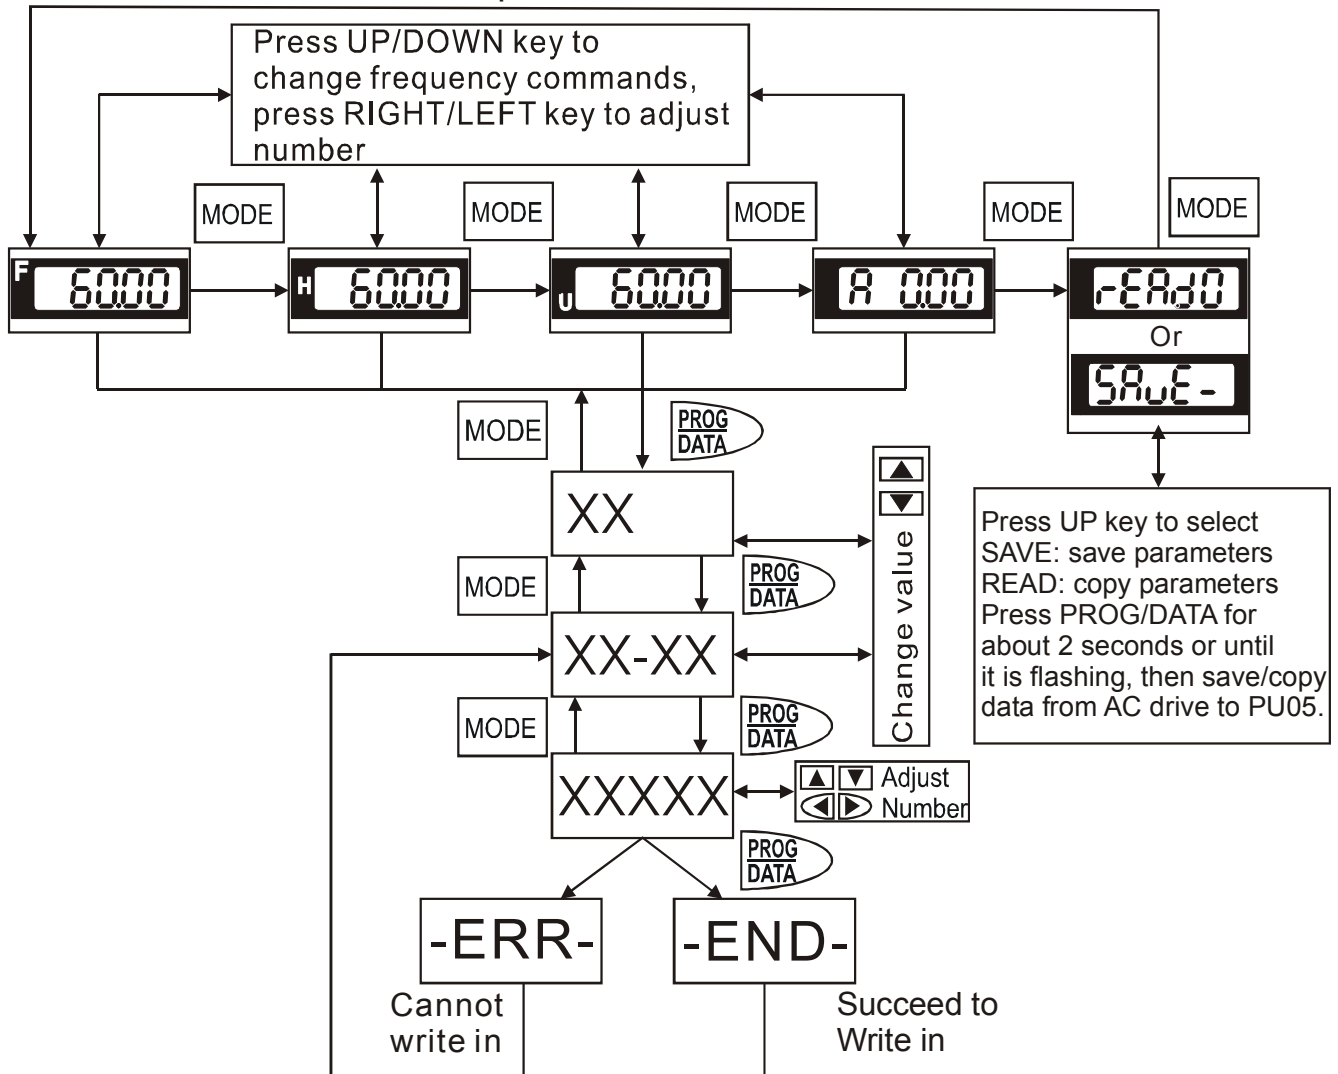 Press UP/DOWN key to
change frequency commands,
press RIGHT/LEFT key to adjust
number
MODE
MODE
MODE
MODE
MODE
F 60.00
H 60.00
U 60.00
A 0.00
rEAd0
Or
SAvE-
MODE
PROG
DATA
XX
MODE
PROG
DATA
XX-XX
MODE
PROG
DATA
XXXXX
Change value
Adjust
Number
Press UP key to select
SAVE: save parameters
READ: copy parameters
Press PROG/DATA for
about 2 seconds or until
it is flashing, then save/copy
data from AC drive to PU05.
PROG
DATA
-ERR-
-END-
Cannot
write in
Succeed to
Write in